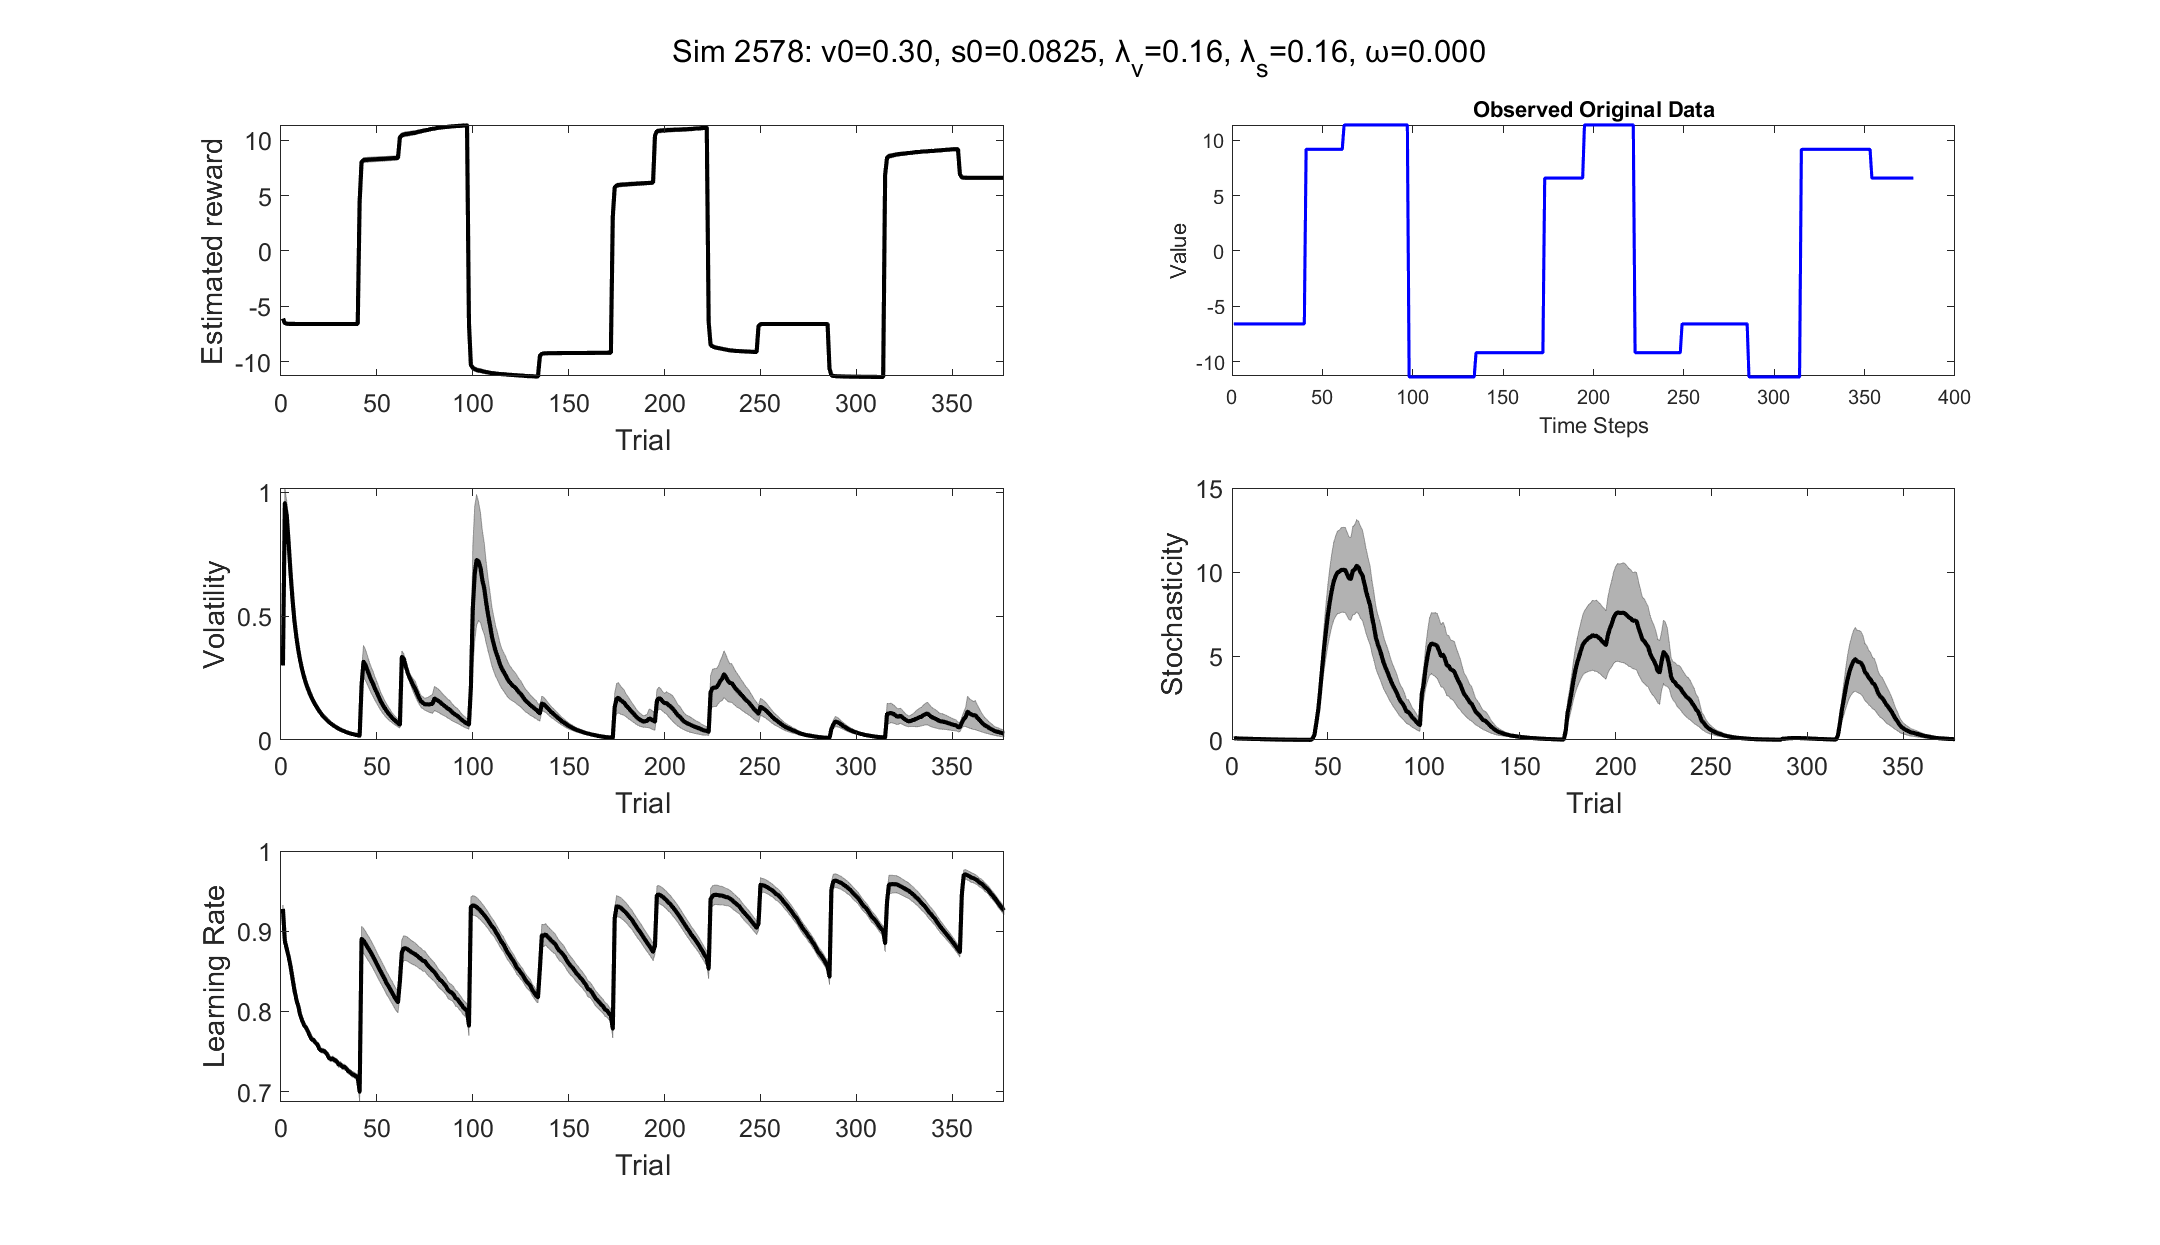 Sim 2578: v0=0.30, s0=0.0825, λ_v=0.16, λ_s=0.16, ω=0.000
Estimated reward
10
5
0
-5
-10
0 50 100 150 200 250 300 350
Trial
Observed Original Data
Value
10
5
0
-5
-10
0 50 100 150 200 250 300 350 400
Time Steps
Volatility
1
0.5
0
0 50 100 150 200 250 300 350
Trial
Stochasticity
15
10
5
0
0 50 100 150 200 250 300 350
Trial
Learning Rate
1
0.9
0.8
0.7
0 50 100 150 200 250 300 350
Trial